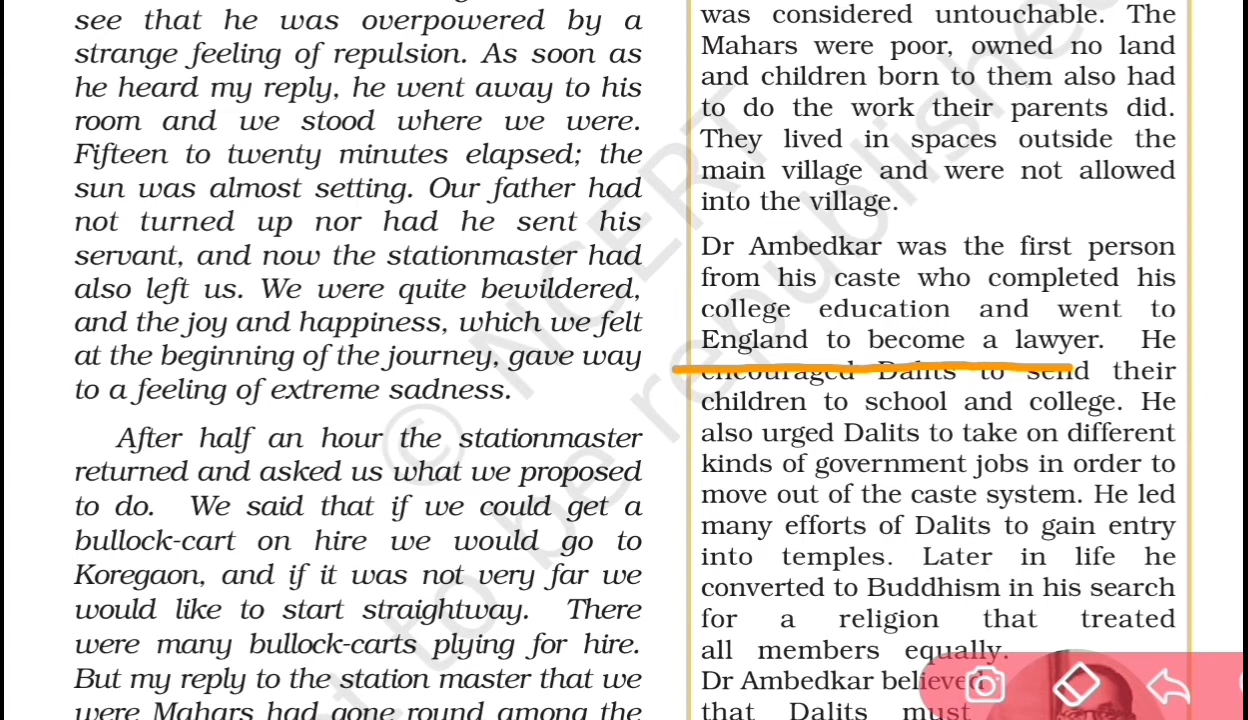 see that he was overpowered by a
strange feeling of repulsion. As soon as
he heard my reply, he went away to his
room and we stood where we were.
Fifteen to twenty minutes elapsed; the
sun was almost setting. Our father had
not turned up nor had he sent his
servant, and now the stationmaster had
also left us. We were quite bewildered,
and the joy and happiness, which we felt
at the beginning of the journey, gave way
to a feeling of extreme sadness.
After half an hour the stationmaster
returned and asked us what we proposed
to do. We said that if we could get a
bullock-cart on hire we would go to
Koregaon, and if it was not very far we
would like to start straightway. There
were many bullock-carts plying for hire.
But my reply to the station master that we
were Mahars had gone round among the
was considered untouchable. The
Mahars were poor, owned no land
and children born to them also had
to do the work their parents did.
They lived in spaces outside the
main village and were not allowed
into the village.
Dr Ambedkar was the first person
from his caste who completed his
college education and went to
England to become a lawyer. He
encouraged Dalits to send their
children to school and college. He
also urged Dalits to take on different
kinds of government jobs in order to
move out of the caste system. He led
many efforts of Dalits to gain entry
into temples. Later in life he
converted to Buddhism in his search
for a religion that treated
all members equally.
Dr Ambedkar believed
that Dalits must
© NCERT
not to be republished